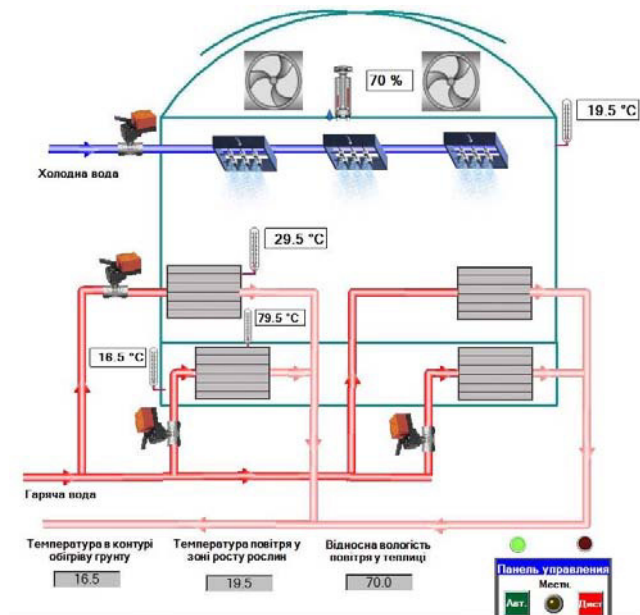 70 %
19.5 °C
Холодна вода
29.5 °C
79.5 °C
16.5 °C
Гаряча вода
Температура в контурі
обігріву грунту
16.5
Температура повітря у
зоні росту рослин
19.5
Відносна вологість
повітря у теплиці
70.0
Панель управления
Местн.
Авт.
Дист